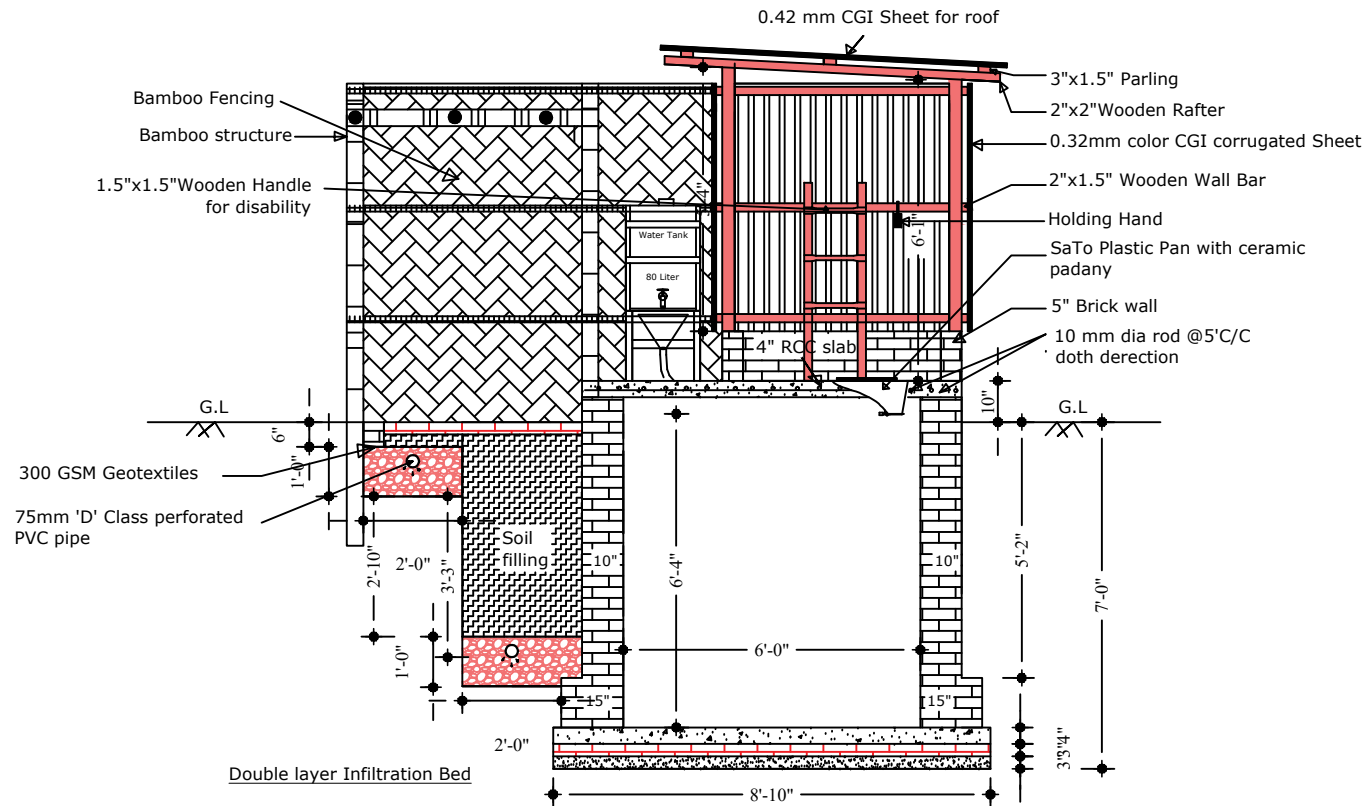 0.42 mm CGI Sheet for roof
3"x1.5" Parling
2"x2"Wooden Rafter
0.32mm color CGI corrugated Sheet
2"x1.5" Wooden Wall Bar
Holding Hand
SaTo Plastic Pan with ceramic
padany
5" Brick wall
10 mm dia rod @5'C/C
doth derection
Bamboo Fencing
Bamboo structure
1.5"x1.5"Wooden Handle
for disability
Water Tank
80 Liter
6'-1"
4" RCC slab
G.L
G.L
10"
6"
1'-0"
300 GSM Geotextiles
75mm 'D' Class perforated
PVC pipe
Soil
filling
10"
10"
2'-10"
2'-0"
3'-3"
6'-4"
5'-2"
7'-0"
1'-0"
6'-0"
15"
15"
2'-0"
3"3"4"
Double layer Infiltration Bed
8'-10"